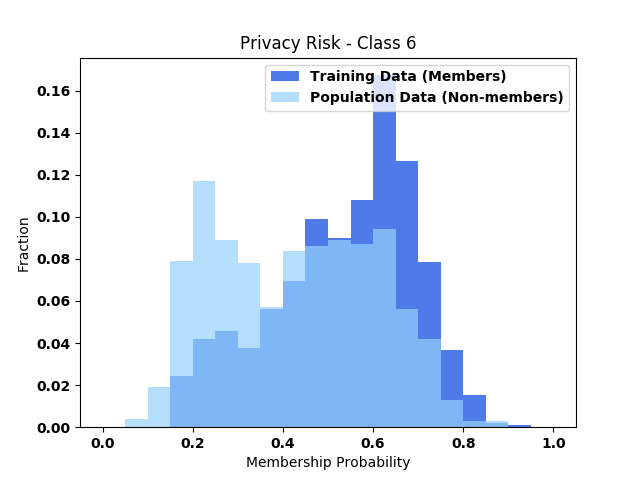 Privacy Risk - Class 6
Training Data (Members)
Population Data (Non-members)
Fraction
0.16
0.14
0.12
0.10
0.08
0.06
0.04
0.02
0.00
0.0 0.2 0.4 0.6 0.8 1.0
Membership Probability